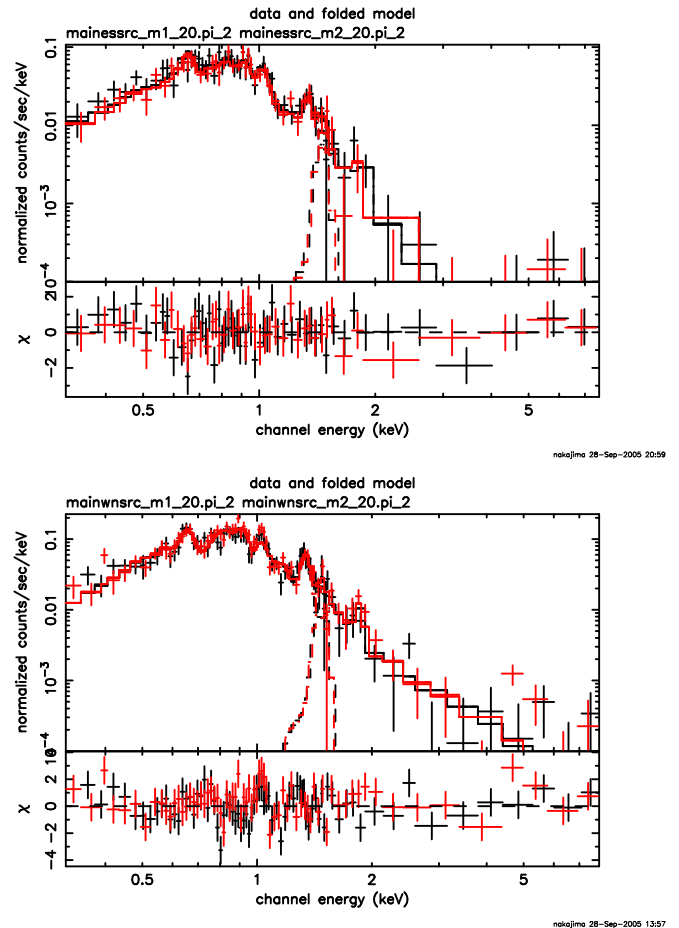 data and folded model
mainessrc_m1_20.pi_2 mainessrc_m2_20.pi_2
normalized counts/sec/keV
0.1
0.01
10−3
10−4
χ
2
0
−2
0.5 1 2 5
channel energy (keV)
nakajima 28−Sep−2005 20:59
data and folded model
mainwnsrc_m1_20.pi_2 mainwnsrc_m2_20.pi_2
normalized counts/sec/keV
0.1
0.01
10−3
10−4
χ
2
0
−2
−4
0.5 1 2 5
channel energy (keV)
nakajima 28−Sep−2005 13:57